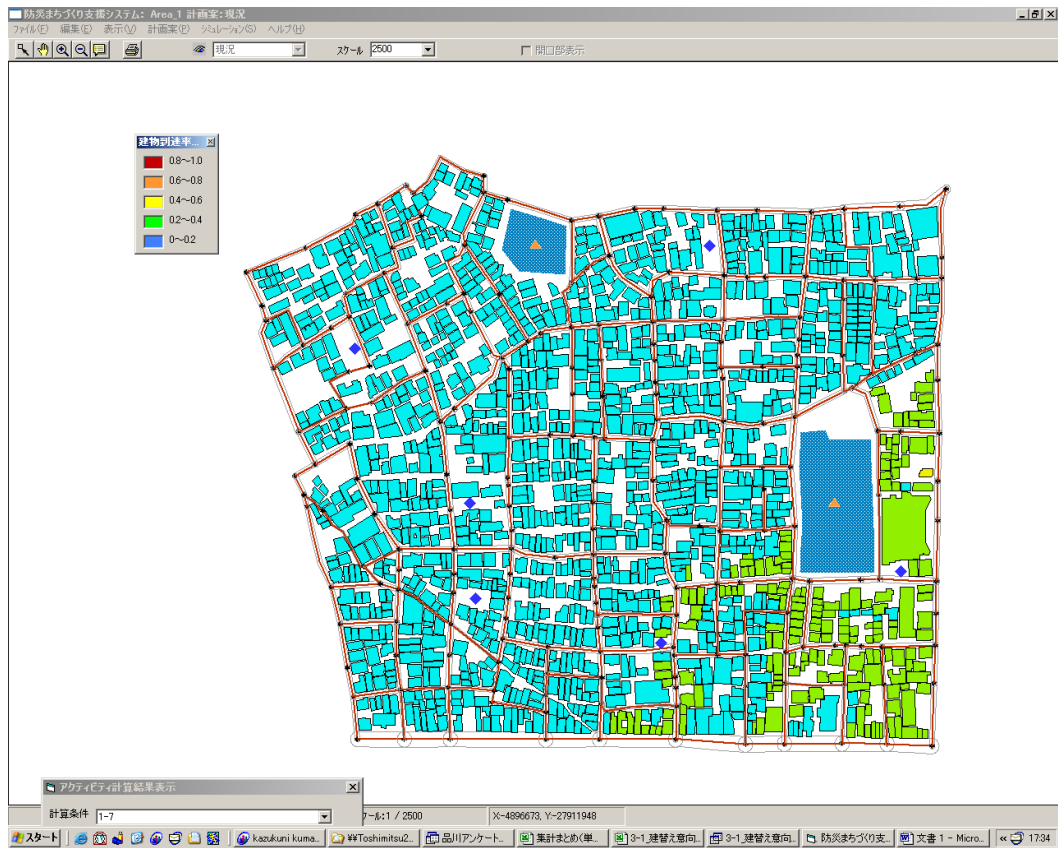 防災まちづくり支援システム: Area_1 計画案:現況
ファイル(F) 編集(E) 表示(V) 計画案(P) シミュレーション(S) ヘルプ(H)
現況 スケール 2500 開口部表示
建物到達率...
0.8～1.0
0.6～0.8
0.4～0.6
0.2～0.4
0～0.2
アクティビティ計算結果表示
計算条件 1-7
ケール:1 / 2500 X:-4896673, Y:-27911948
スタート kazukuni kuma... ¥¥Toshimitsu2... 品川アンケート... 集計まとめ(単... 3-1_建替え意向... 3-1_建替え意向... 防災まちづくり支... 文書 1 - Micro... « 17:34